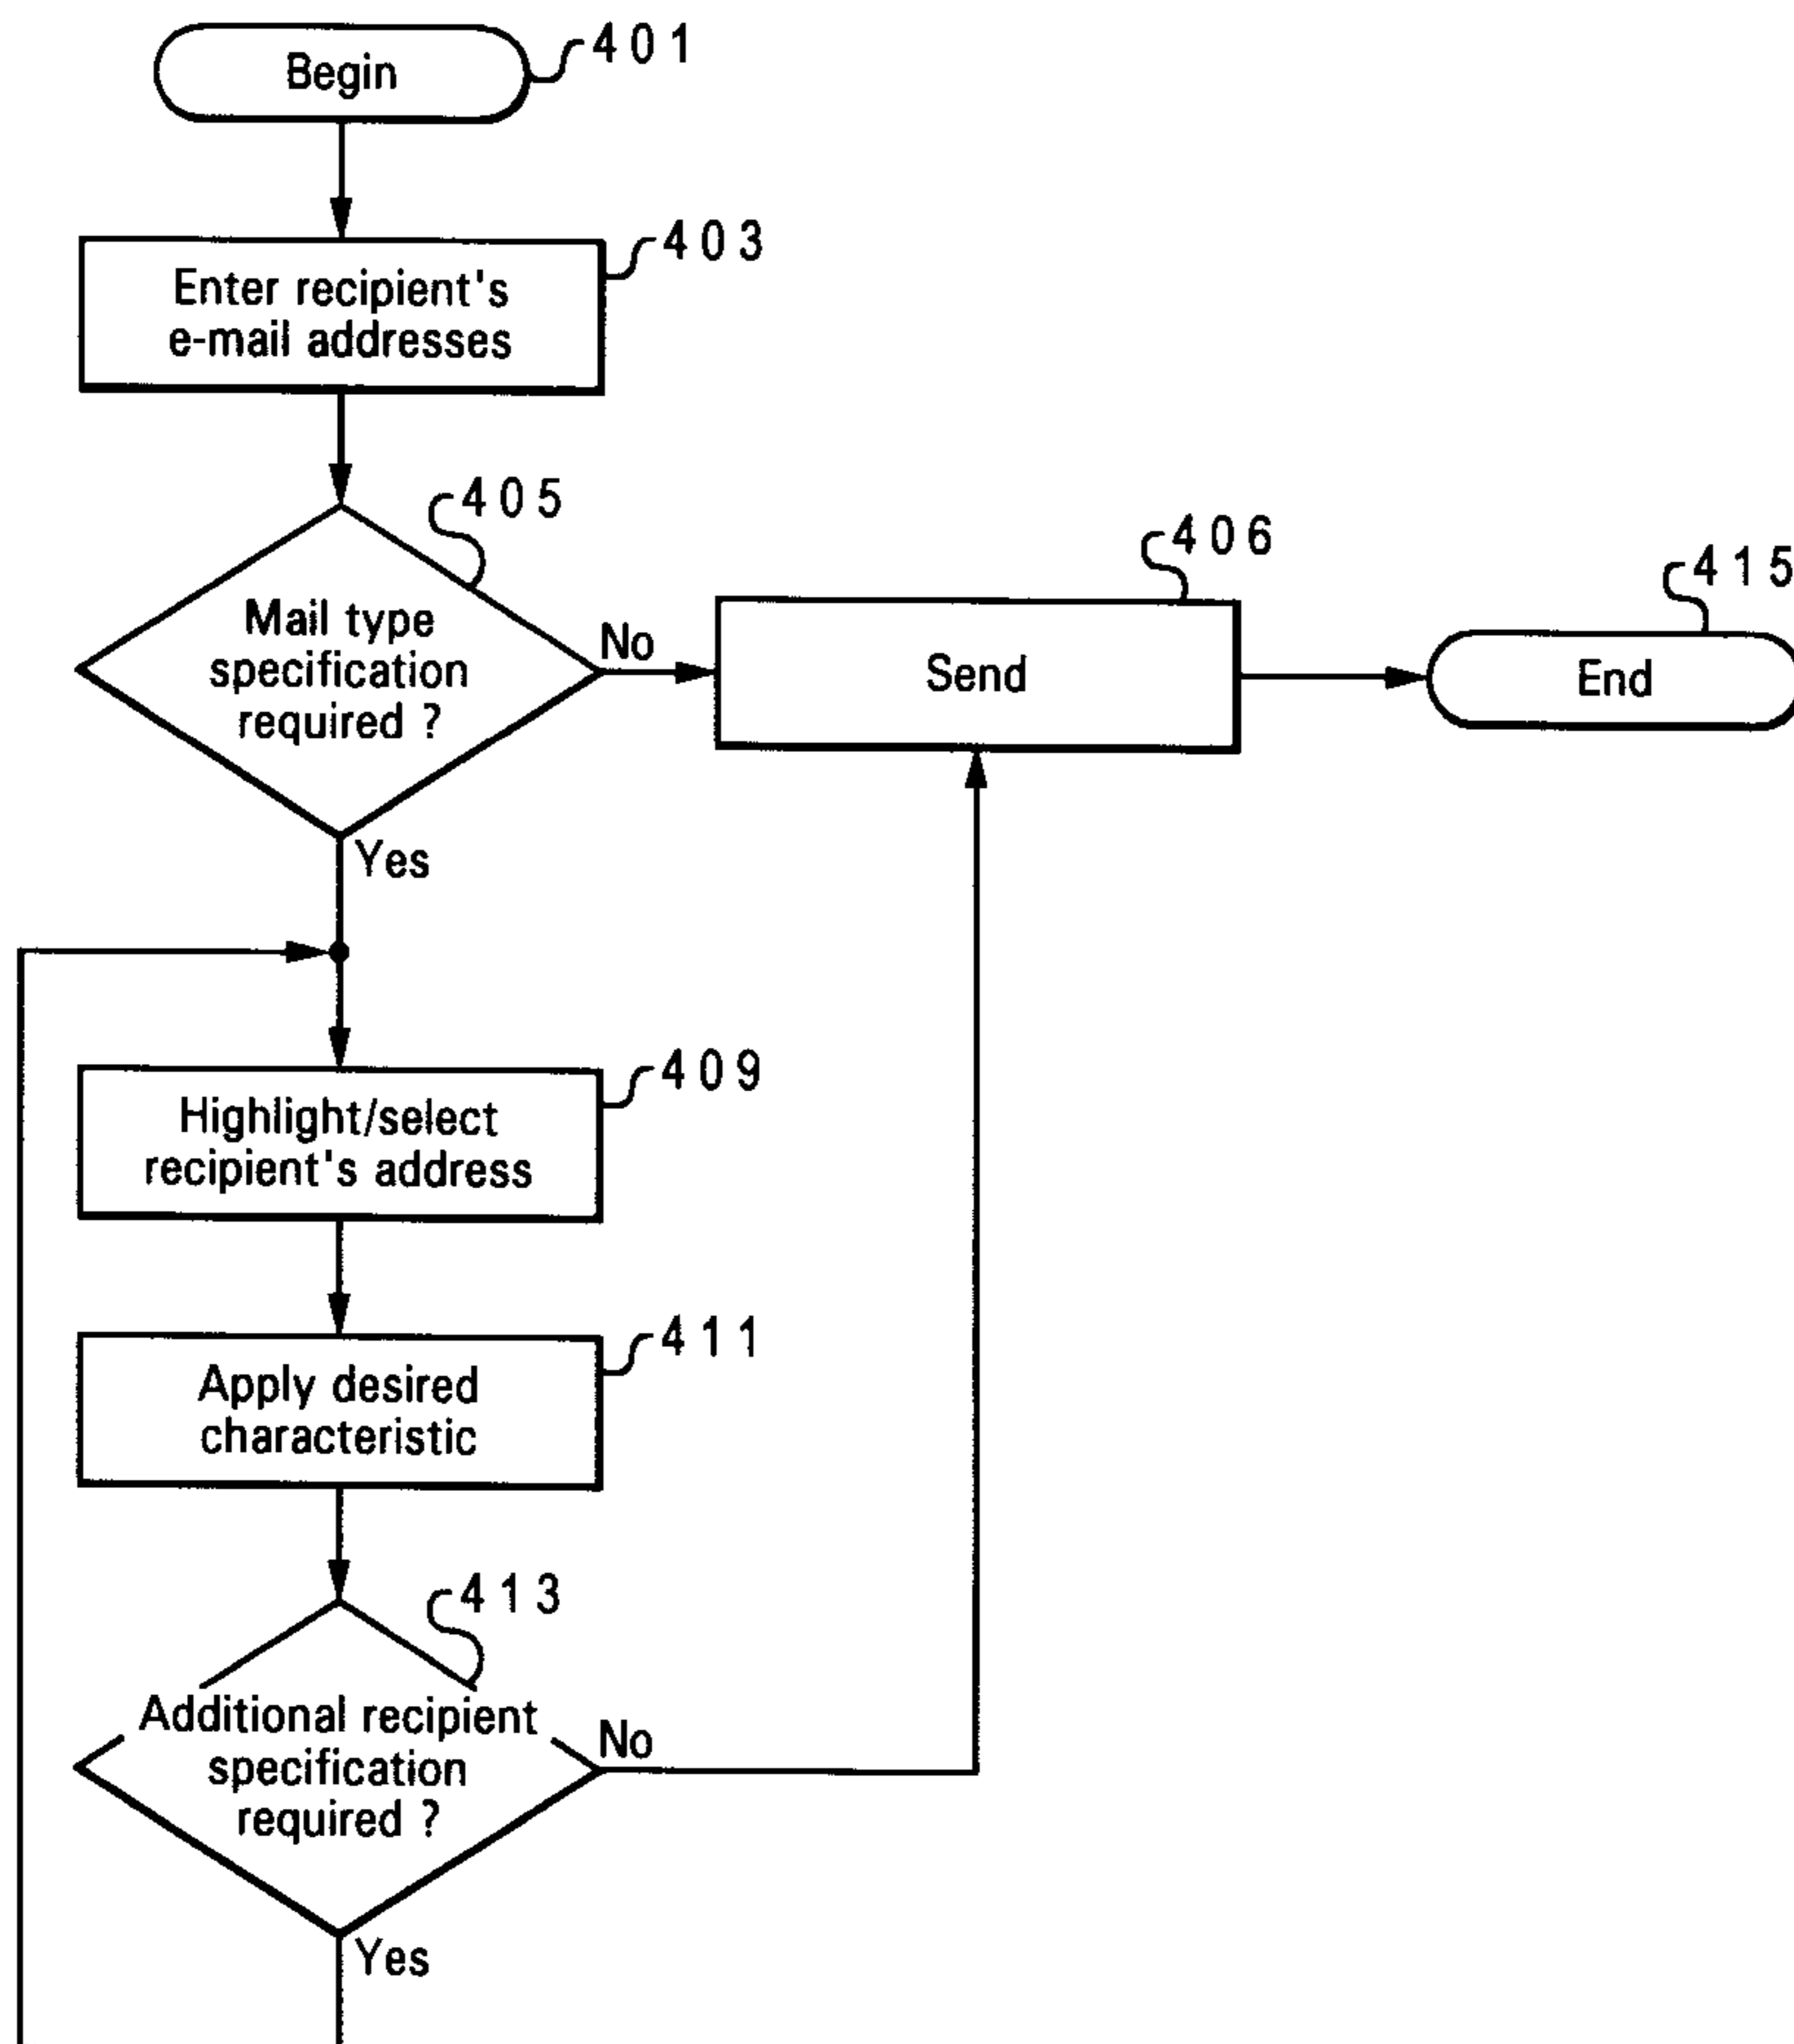 Begin
401
Enter recipient's
e-mail addresses
403
405
Mail type
specification
required ?
No
406
Send
415
End
Yes
Highlight/select
recipient's address
409
Apply desired
characteristic
411
413
Additional recipient
specification
required ?
No
Yes